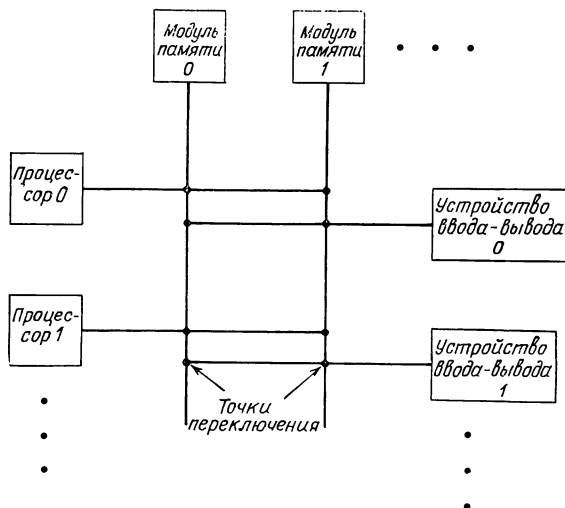 Модуль
памяти
0
Модуль
памяти
1
Процес-
сор 0
Устройство
ввода-вывода
0
Процес-
сор 1
Устройство
ввода-вывода
1
Точки
переключения